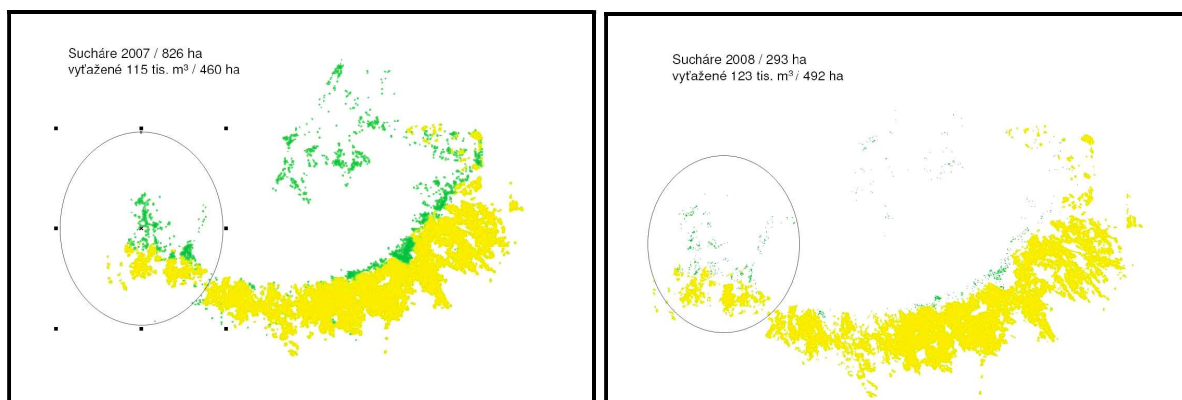 Sucháre 2007 / 826 ha
vyťažené 115 tis. m³ / 460 ha
Sucháre 2008 / 293 ha
vyťažené 123 tis. m³ / 492 ha